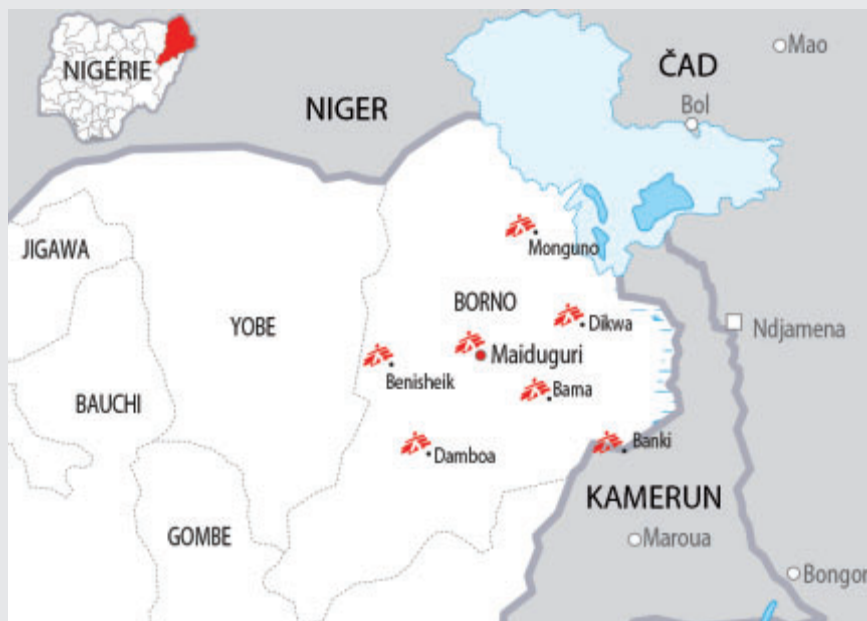 NIGÉRIE
NIGER
ČAD
Mao
Bol
JIGAWA
Monguno
YOBE
BORNO
Dikwa
Ndjamena
Maiduguri
Benisheik
Bama
BAUCHI
Damboa
Banki
KAMERUN
GOMBE
Maroua
Bongor